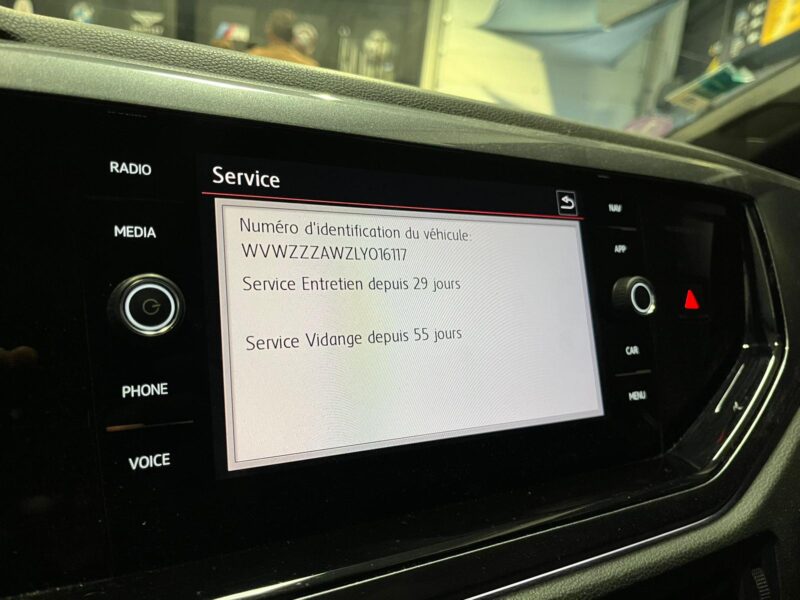 RADIO
MEDIA
PHONE
VOICE
Service
Numéro d'identification du véhicule:
WVWZZZAWZLY016117
Service Entretien depuis 29 jours
Service Vidange depuis 55 jours
NAV
APP
CAR
MENU